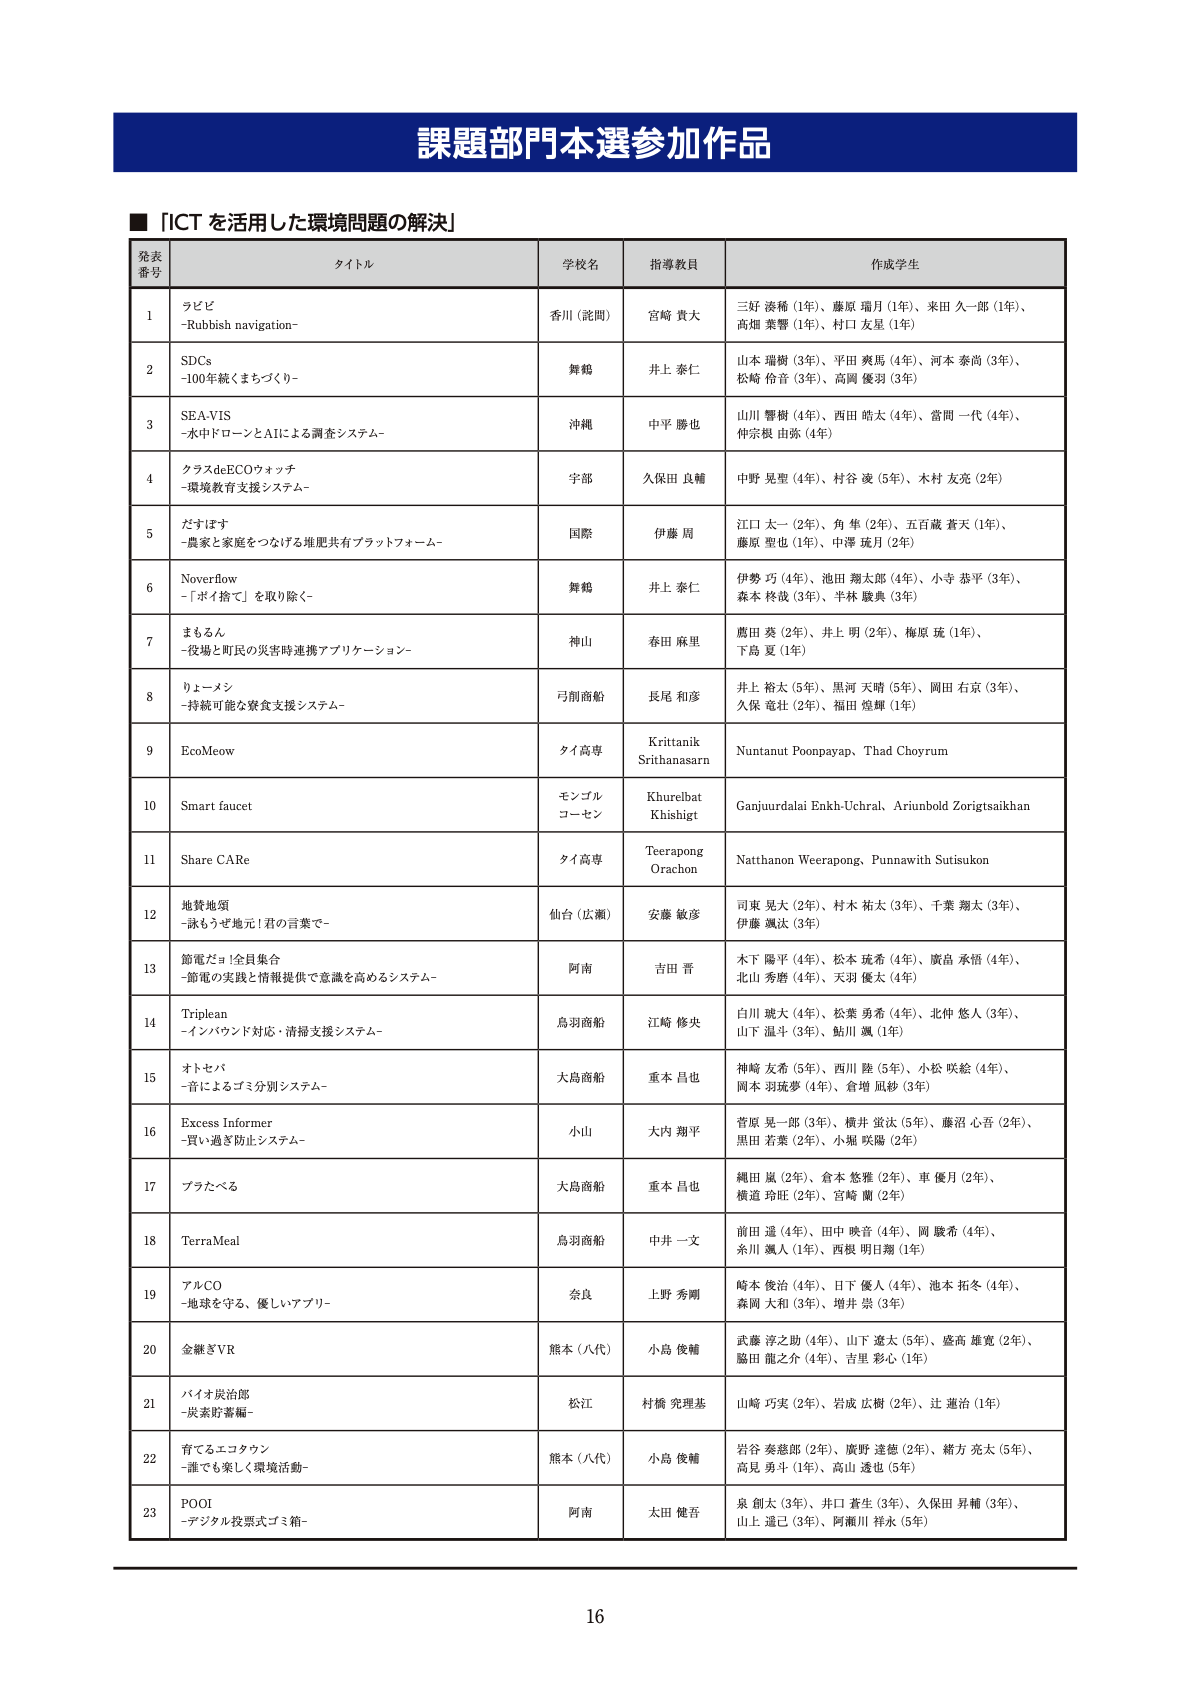 課題部門本選参加作品
■「ICT を活用した環境問題の解決」
発表番号 タイトル 学校名 指導教員 作成学生
1 ラビビ -Rubbish navigation- 香川（詫間） 宮﨑 貴大 三好 湊稀（1年）、藤原 瑞月（1年）、来田 久一郎（1年）、
髙畑 葉響（1年）、村口 友星（1年）
2 SDCs -100年続くまちづくり- 舞鶴 井上 泰仁 山本 瑞樹（3年）、平田 爽馬（4年）、河本 泰尚（3年）、
松崎 伶音（3年）、高岡 優羽（3年）
3 SEA-VIS -水中ドローンとAIによる調査システム- 沖縄 中平 勝也 山川 響樹（4年）、西田 皓太（4年）、當間 一代（4年）、
仲宗根 由弥（4年）
4 クラスdeECOウォッチ -環境教育支援システム- 宇部 久保田 良輔 中野 晃聖（4年）、村谷 凌（5年）、木村 友亮（2年）
5 だすぽす -農家と家庭をつなげる堆肥共有プラットフォーム- 国際 伊藤 周 江口 太一（2年）、角 隼（2年）、五百蔵 蒼天（1年）、
藤原 聖也（1年）、中澤 琉月（2年）
6 Noverflow -「ポイ捨て」を取り除く- 舞鶴 井上 泰仁 伊勢 巧（4年）、池田 翔太郎（4年）、小寺 恭平（3年）、
森本 柊哉（3年）、半林 駿典（3年）
7 まもるん -役場と町民の災害時連携アプリケーション- 神山 春田 麻里 鷹田 葵（2年）、井上 明（2年）、梅原 琉（1年）、
下島 夏（1年）
8 りょーメシ -持続可能な寮食支援システム- 弓削商船 長尾 和彦 井上 裕太（5年）、黒河 天晴（5年）、岡田 右京（3年）、
久保 竜壮（2年）、福田 煌輝（1年）
9 EcoMeow タイ高専 Krittanik Srithanasarn Nuntanut Poonpayap、Thad Choyrum
10 Smart faucet モンゴルコーセン Khurelbat Khishigt Ganjuurdalai Enkh-Uchral、Ariunbold Zorigtsaikhan
11 Share CARe タイ高専 Teerapong Orachon Natthanon Weerapong、Punnawith Sutisukon
12 地賛地頌 -詠もうぜ地元！君の言葉で- 仙台（広瀬） 安藤 敏彦 司東 晃大（2年）、村木 祐太（3年）、千葉 翔太（3年）、
伊藤 颯汰（3年）
13 節電だョ！全員集合 -節電の実践と情報提供で意識を高めるシステム- 阿南 吉田 晋 木下 陽平（4年）、松本 琉希（4年）、廣畠 承悟（4年）、
北山 秀磨（4年）、天羽 優太（4年）
14 Triplean -インバウンド対応・清掃支援システム- 鳥羽商船 江崎 修央 白川 琥大（4年）、松葉 勇希（4年）、北仲 悠人（3年）、
山下 温斗（3年）、鮎川 颯（1年）
15 オトセパ -音によるゴミ分別システム- 大島商船 重本 昌也 神﨑 友希（5年）、西川 陸（5年）、小松 咲絵（4年）、
岡本 羽琉夢（4年）、倉増 凪紗（3年）
16 Excess Informer -買い過ぎ防止システム- 小山 大内 翔平 菅原 晃一郎（3年）、横井 蛍汰（5年）、藤沼 心吾（2年）、
黒田 若葉（2年）、小堀 咲陽（2年）
17 プラたべる 大島商船 重本 昌也 縄田 嵐（2年）、倉本 悠雅（2年）、車 優月（2年）、
横道 玲旺（2年）、宮崎 蘭（2年）
18 TerraMeal 鳥羽商船 中井 一文 前田 遥（4年）、田中 映音（4年）、岡 駿希（4年）、
糸川 颯人（1年）、西根 明日翔（1年）
19 アルCO -地球を守る、優しいアプリ- 奈良 上野 秀剛 崎本 俊治（4年）、日下 優人（4年）、池本 拓冬（4年）、
森岡 大和（3年）、増井 崇（3年）
20 金継ぎVR 熊本（八代） 小島 俊輔 武藤 淳之助（4年）、山下 遼太（5年）、盛高 雄寛（2年）、
脇田 龍之介（4年）、吉里 彩心（1年）
21 バイオ炭治郎 -炭素貯蓄編- 松江 村橋 究理基 山﨑 巧実（2年）、岩成 広樹（2年）、辻 蓮治（1年）
22 育てるエコタウン -誰でも楽しく環境活動- 熊本（八代） 小島 俊輔 岩谷 奏慈郎（2年）、廣野 達徳（2年）、緒方 亮太（5年）、
高見 勇斗（1年）、高山 透也（5年）
23 POOI -デジタル投票式ゴミ箱- 阿南 太田 健吾 泉 創太（3年）、井口 蒼生（3年）、久保田 昇輔（3年）、
山上 遥己（3年）、阿瀬川 祥永（5年）
16